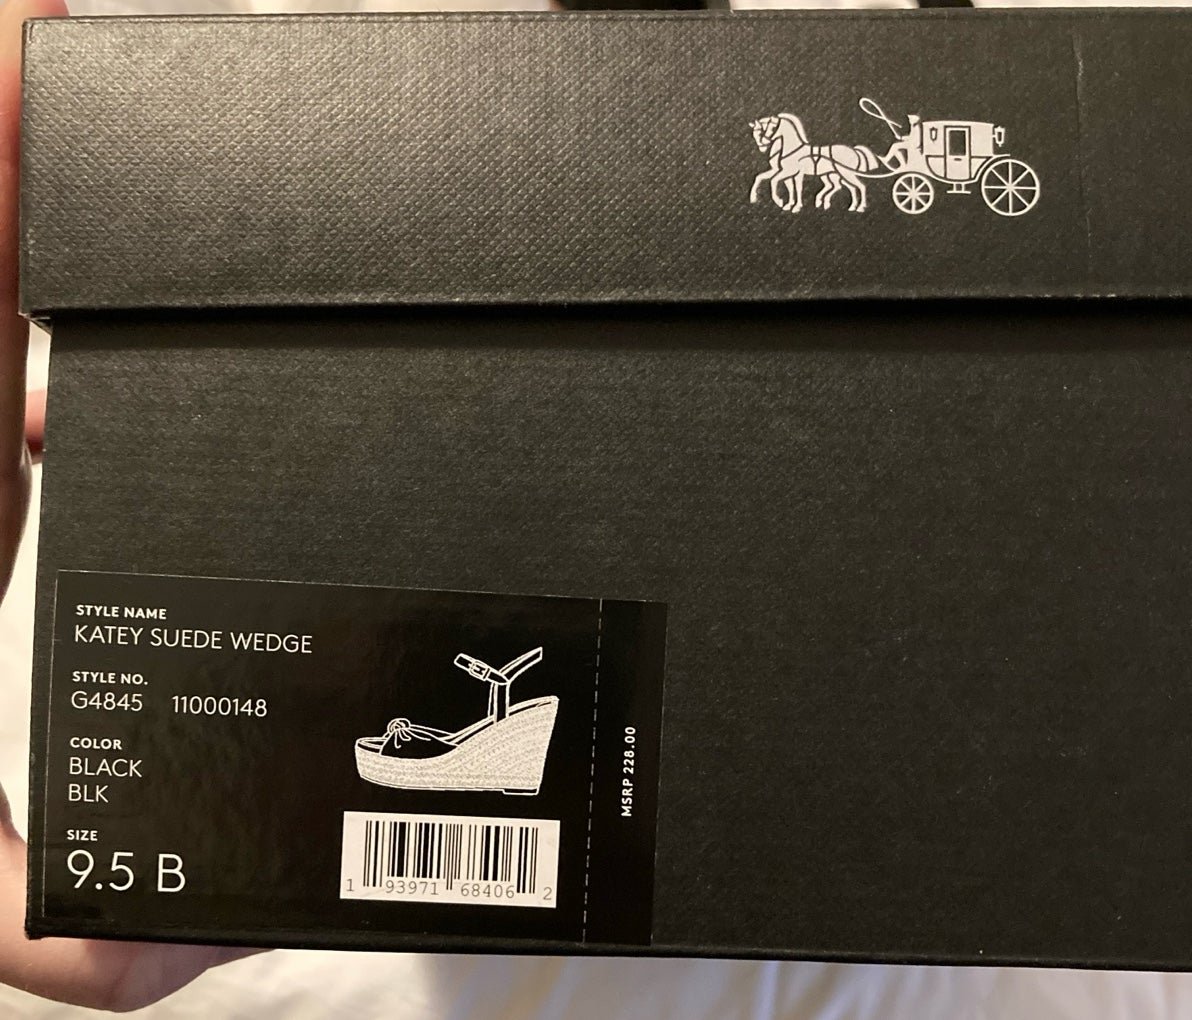 STYLE NAME
KATEY SUEDE WEDGE
STYLE NO.
G4845 11000148
COLOR
BLACK
BLK
SIZE
9.5 B
1 93971 68406 2
MSRP 228.00